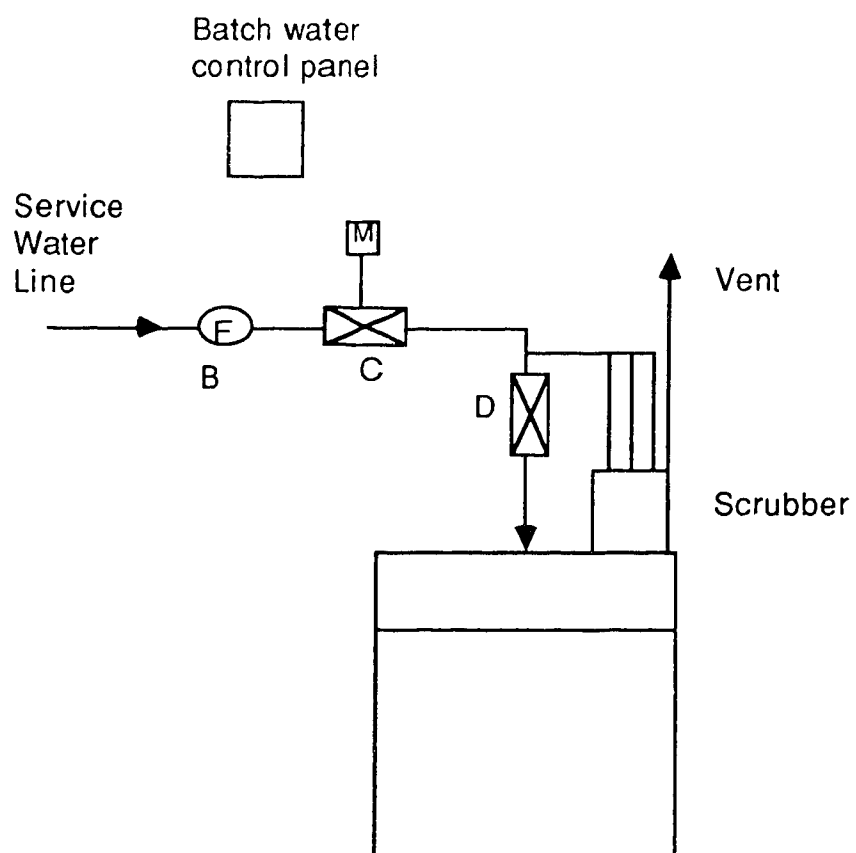 Batch water
control panel
Service
Water
Line
M
F
B
C
D
Vent
Scrubber